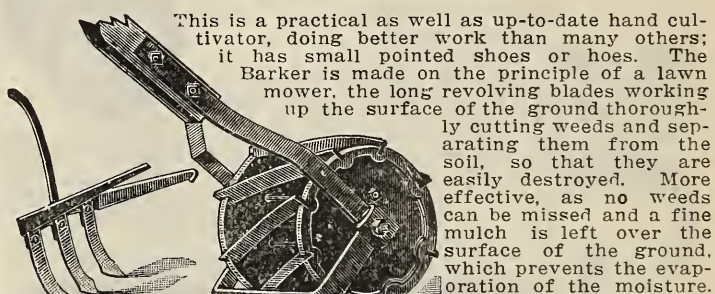 This is a practical as well as up-to-date hand cul-
tivator, doing better work than many others;
it has small pointed shoes or hoes. The
Barker is made on the principle of a lawn
mower, the long revolving blades working
up the surface of the ground thorough-
ly cutting weeds and sep-
arating them from the
soil, so that they are
easily destroyed. More
effective, as no weeds
can be missed and a fine
mulch is left over the
surface of the ground,
which prevents the evap-
oration of the moisture.